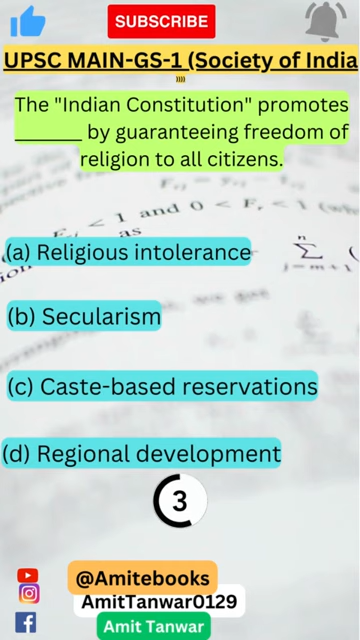 SUBSCRIBE
UPSC MAIN-GS-1 (Society of India
))))
The "Indian Constitution" promotes
______ by guaranteeing freedom of
religion to all citizens.
(a) Religious intolerance
(b) Secularism
(c) Caste-based reservations
(d) Regional development
3
@Amitebooks
AmitTanwar0129
Amit Tanwar